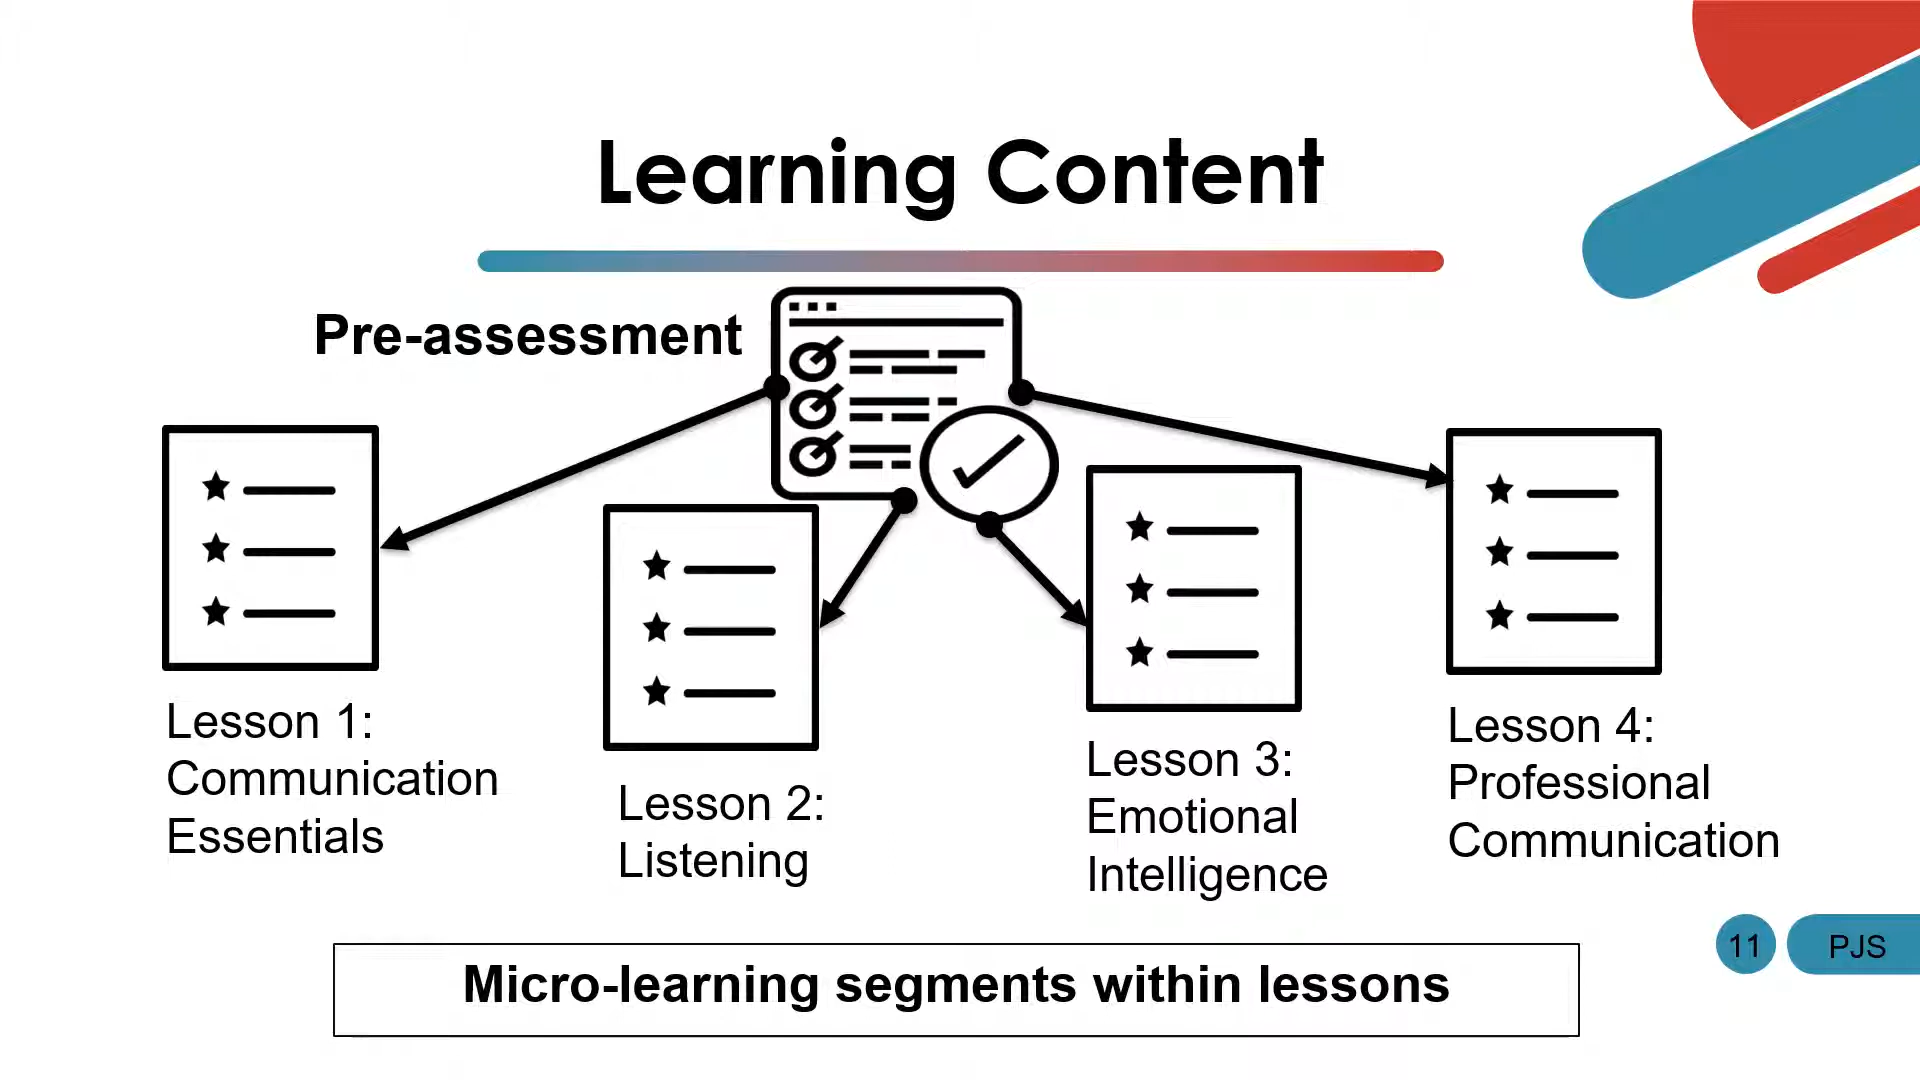 Learning Content
Pre-assessment
Lesson 1:
Communication
Essentials
Lesson 2:
Listening
Lesson 3:
Emotional
Intelligence
Lesson 4:
Professional
Communication
11
PJS
Micro-learning segments within lessons